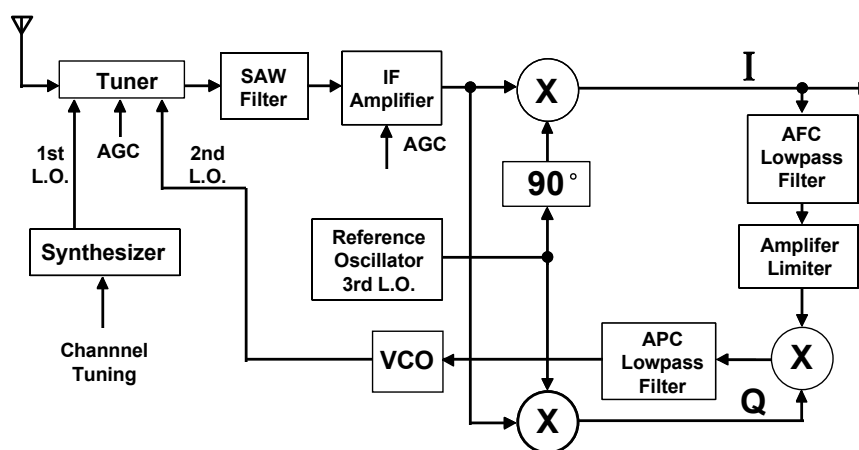 Tuner
SAW
Filter
IF
Amplifier
X
I
AGC
AGC
1st
L.O.
2nd
L.O.
90°
AFC
Lowpass
Filter
Synthesizer
Reference
Oscillator
3rd L.O.
Amplifer
Limiter
Channnel
Tuning
VCO
APC
Lowpass
Filter
X
X
Q